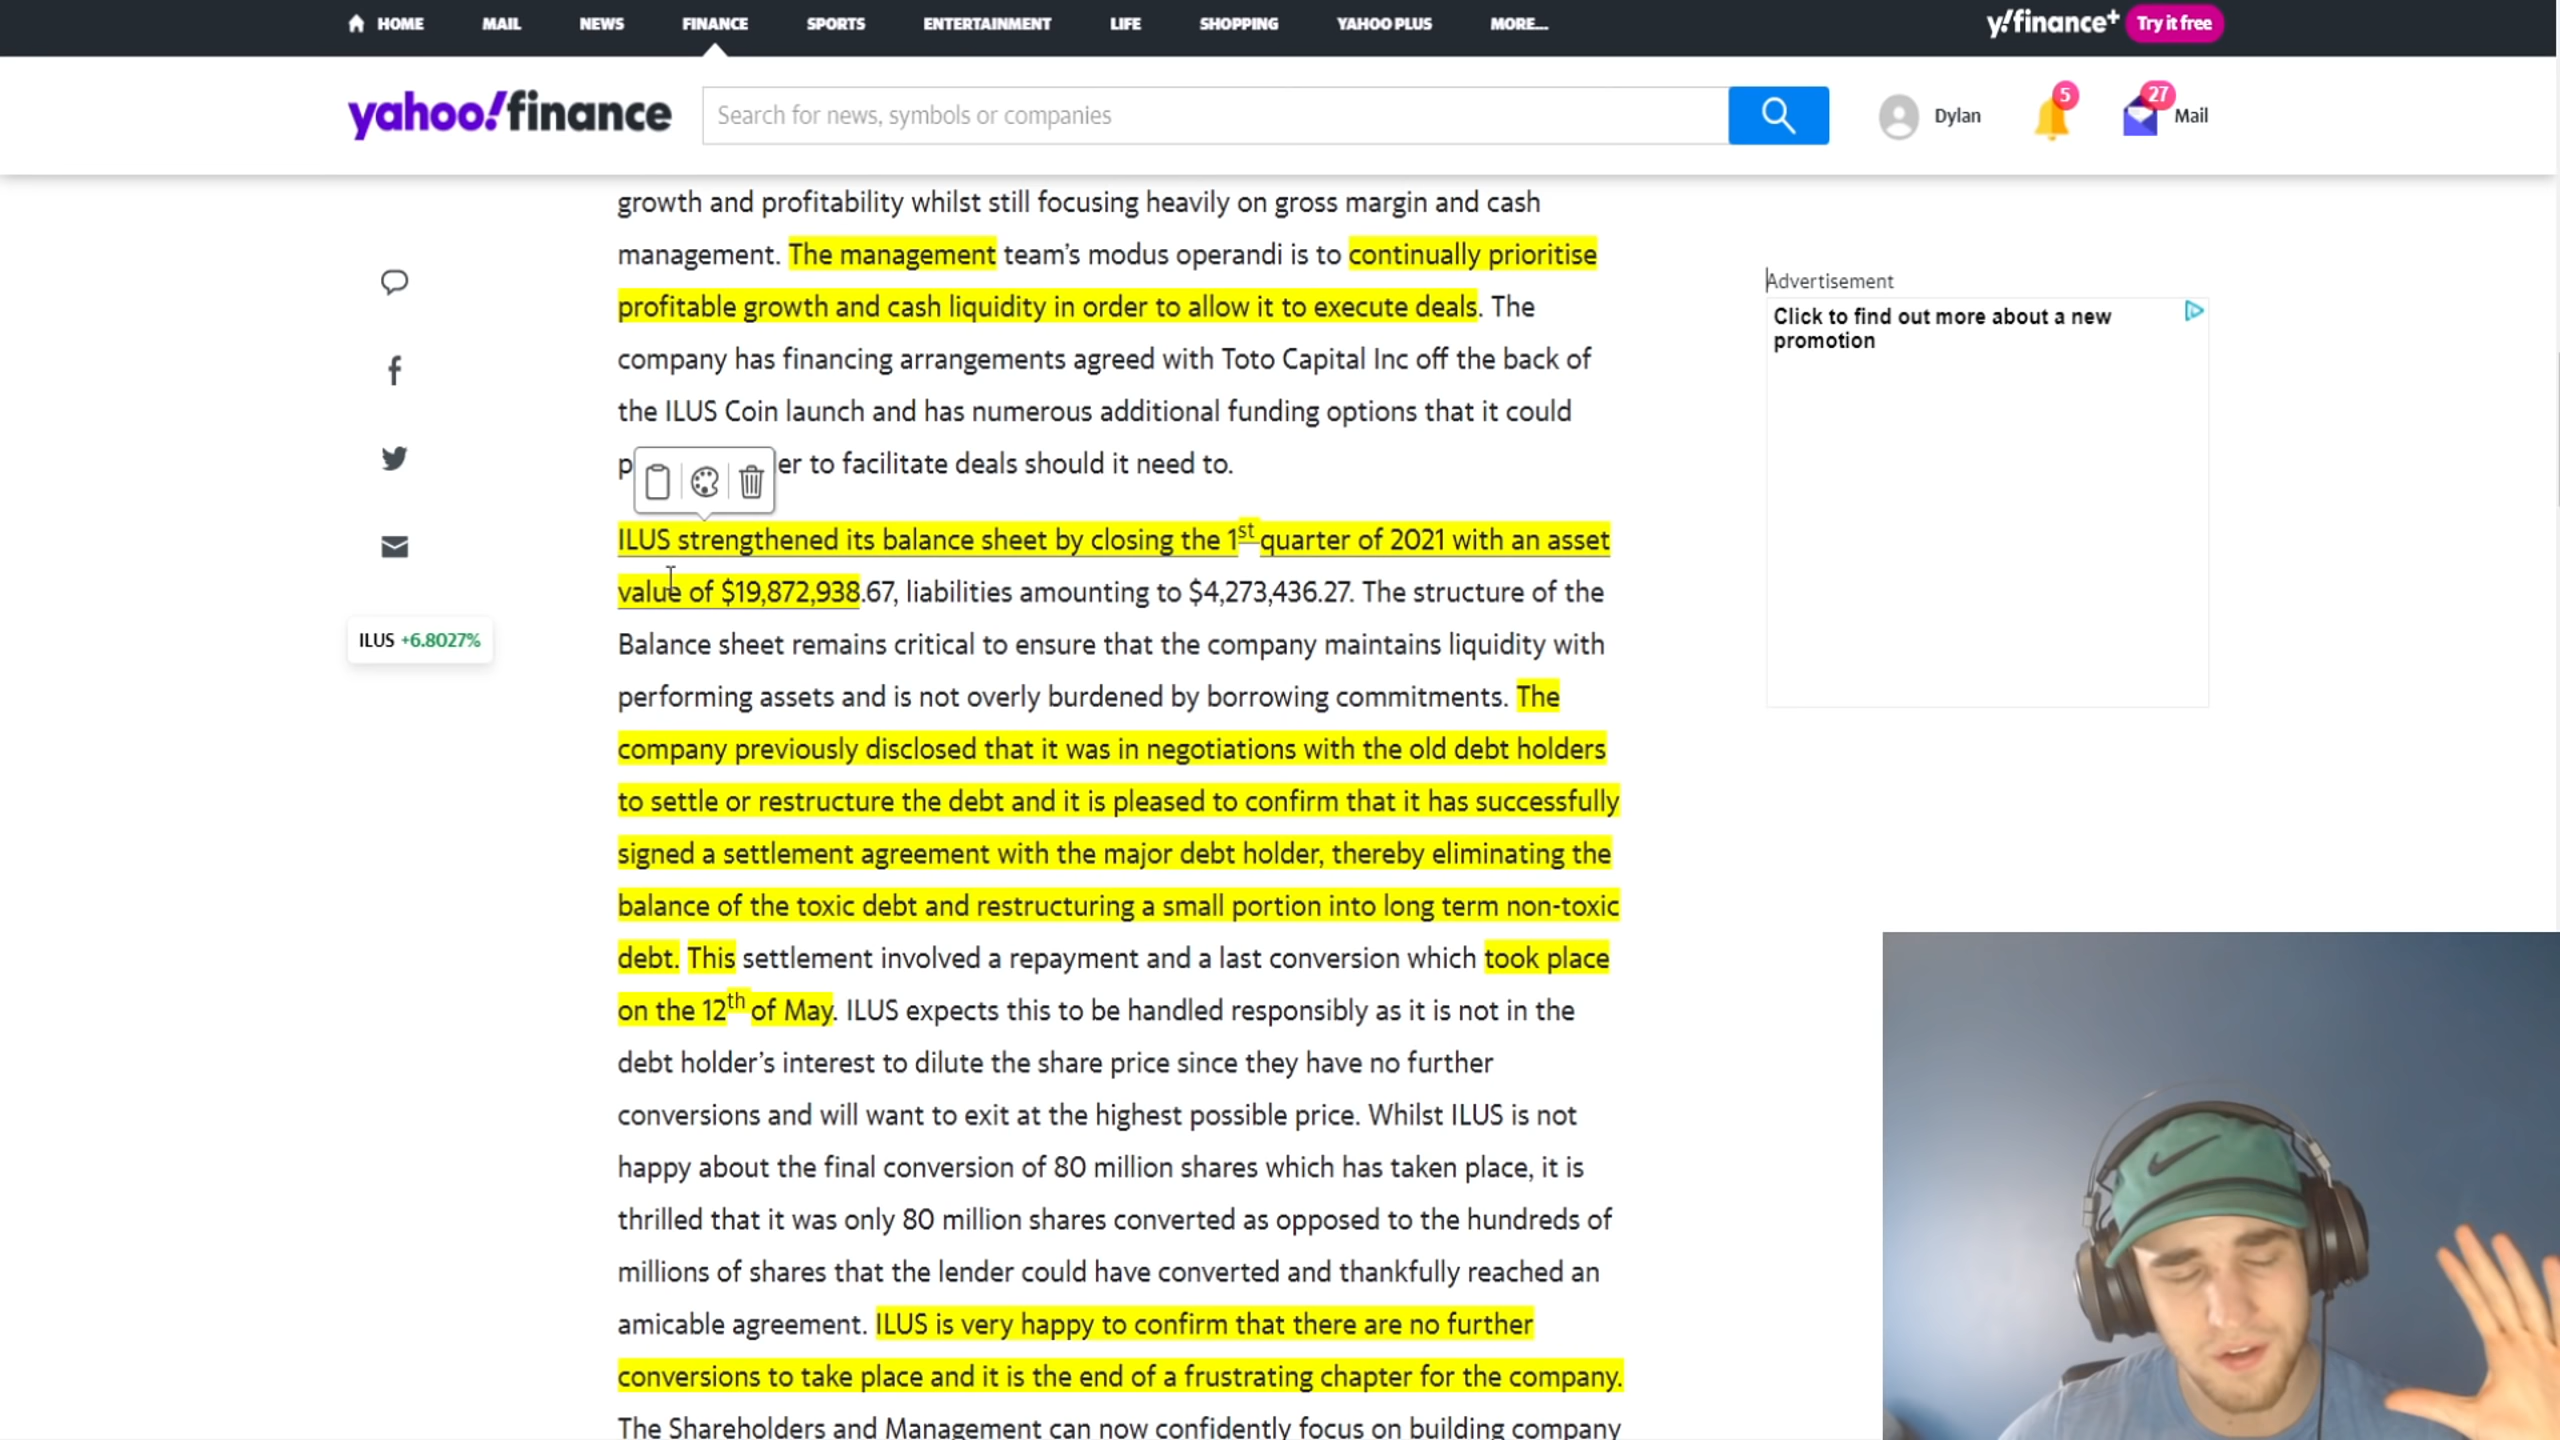 HOME MAIL NEWS FINANCE SPORTS ENTERTAINMENT LIFE SHOPPING YAHOO PLUS MORE... y!finance+ Try it free
yahoo!finance Search for news, symbols or companies Dylan 5 27 Mail
growth and profitability whilst still focusing heavily on gross margin and cash
management. The management team's modus operandi is to continually prioritise
profitable growth and cash liquidity in order to allow it to execute deals. The
company has financing arrangements agreed with Toto Capital Inc off the back of
the ILUS Coin launch and has numerous additional funding options that it could
p er to facilitate deals should it need to.
ILUS strengthened its balance sheet by closing the 1st quarter of 2021 with an asset
value of $19,872,938.67, liabilities amounting to $4,273,436.27. The structure of the
Balance sheet remains critical to ensure that the company maintains liquidity with
performing assets and is not overly burdened by borrowing commitments. The
company previously disclosed that it was in negotiations with the old debt holders
to settle or restructure the debt and it is pleased to confirm that it has successfully
signed a settlement agreement with the major debt holder, thereby eliminating the
balance of the toxic debt and restructuring a small portion into long term non-toxic
debt. This settlement involved a repayment and a last conversion which took place
on the 12th of May. ILUS expects this to be handled responsibly as it is not in the
debt holder's interest to dilute the share price since they have no further
conversions and will want to exit at the highest possible price. Whilst ILUS is not
happy about the final conversion of 80 million shares which has taken place, it is
thrilled that it was only 80 million shares converted as opposed to the hundreds of
millions of shares that the lender could have converted and thankfully reached an
amicable agreement. ILUS is very happy to confirm that there are no further
conversions to take place and it is the end of a frustrating chapter for the company.
The Shareholders and Management can now confidently focus on building company
ILUS +6.8027%
Advertisement
Click to find out more about a new
promotion